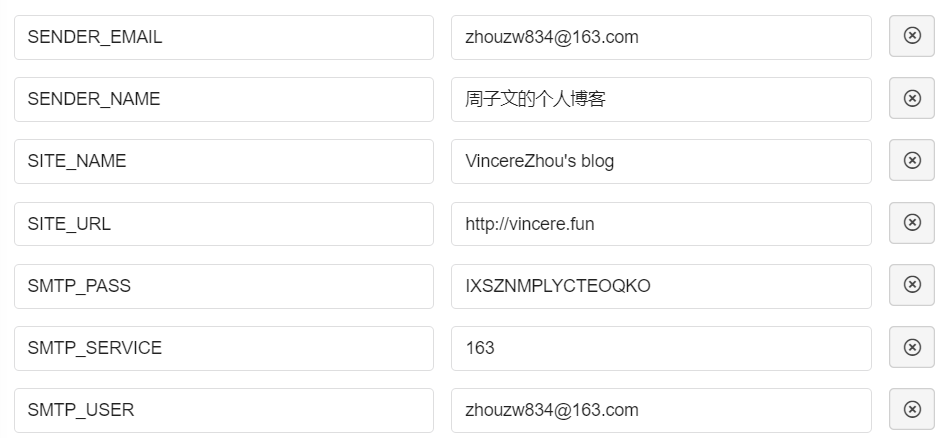 SENDER_EMAIL zhouzw834@163.com
SENDER_NAME 周子文的个人博客
SITE_NAME VincereZhou's blog
SITE_URL http://vincere.fun
SMTP_PASS IXSZNMPLYCTEOQKO
SMTP_SERVICE 163
SMTP_USER zhouzw834@163.com